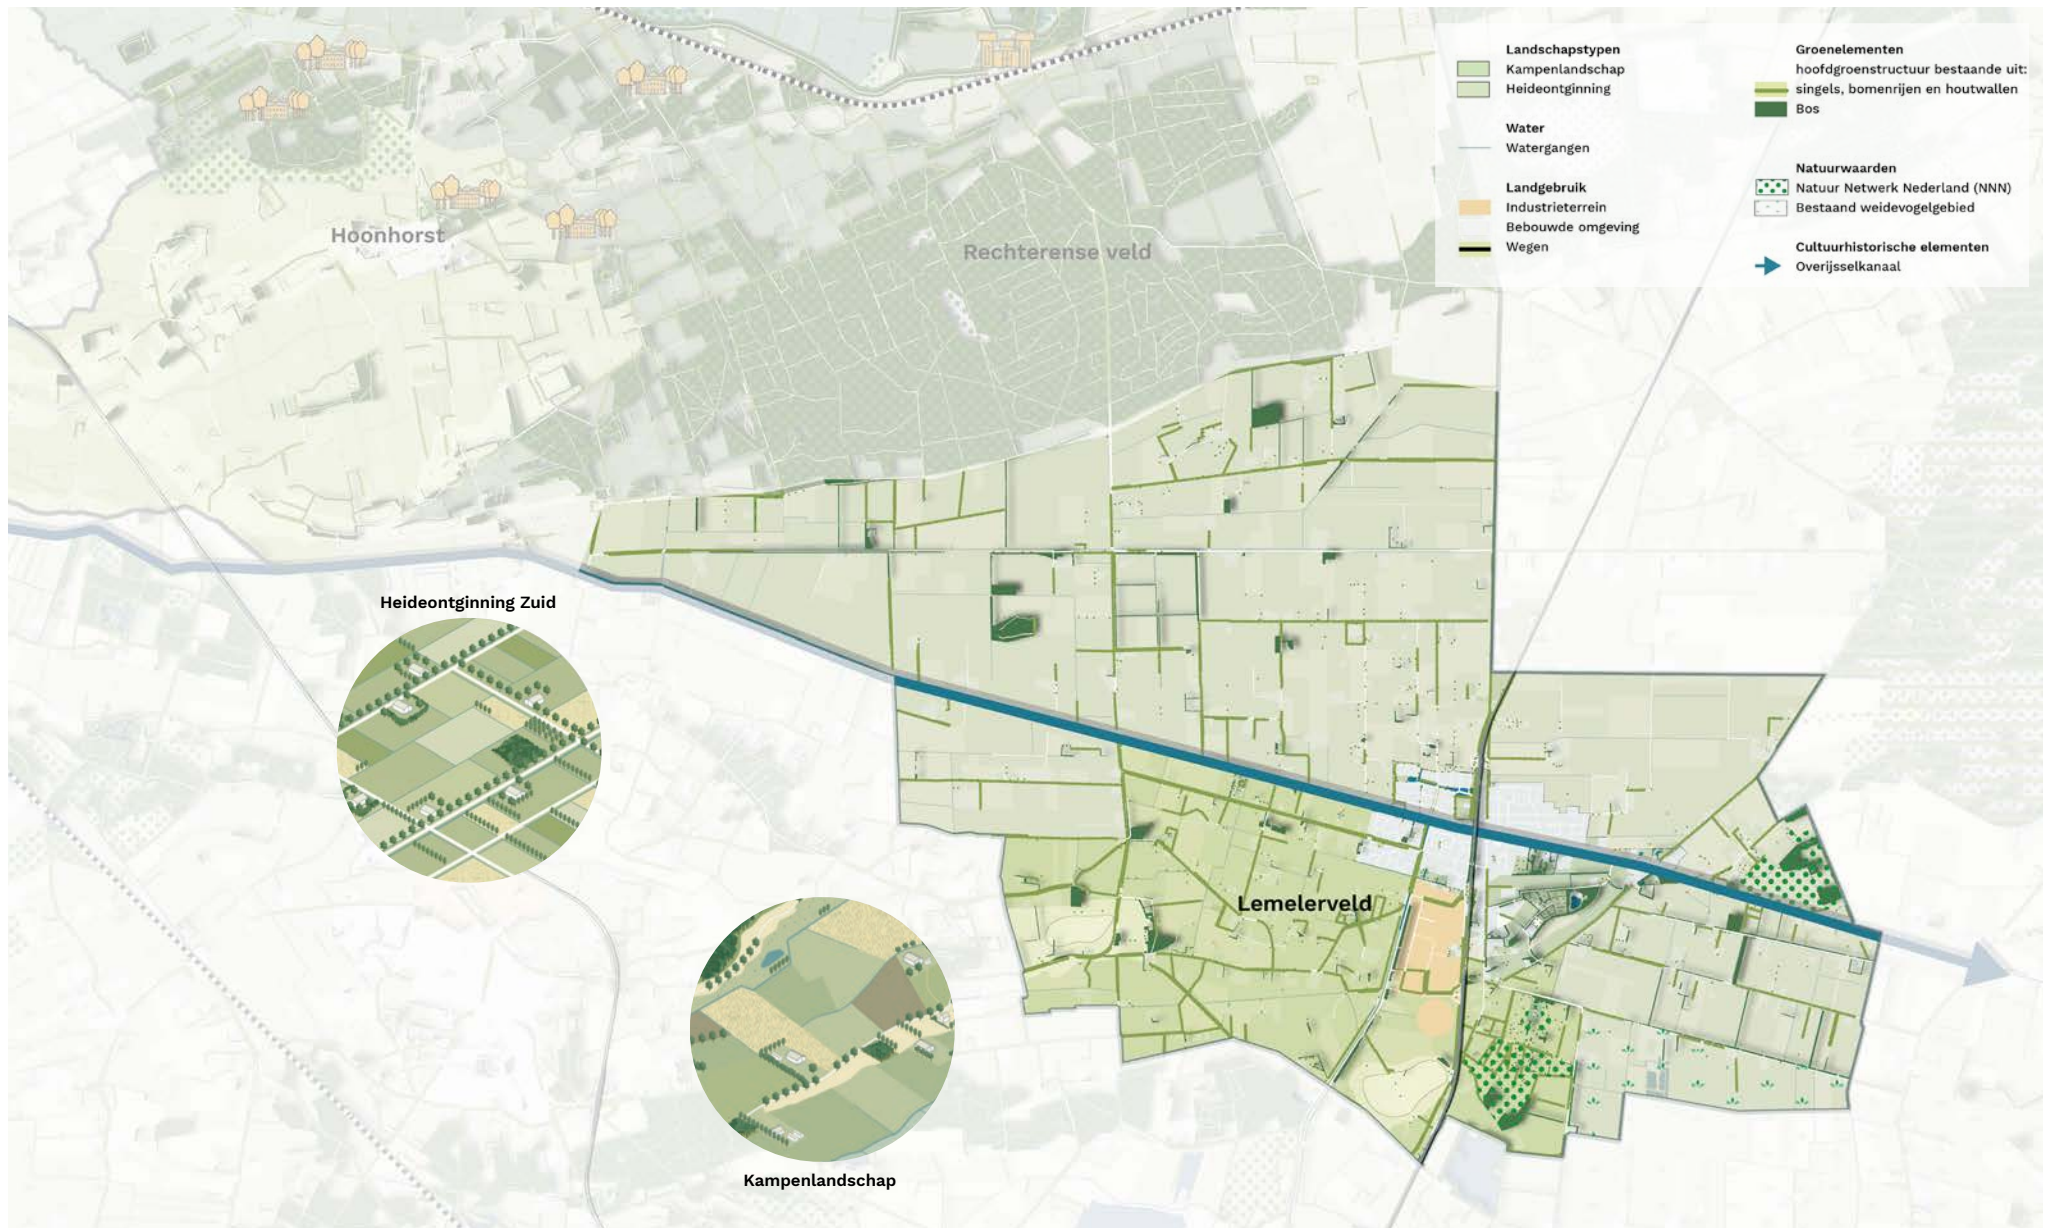 Landschapstypen
Kampenlandschap
Heideontginning
Water
Watergangen
Landgebruik
Industrieterrein
Bebouwde omgeving
Wegen
Groenelementen
hoofdgroenstructuur bestaande uit:
singels, bomenrijen en houtwallen
Bos
Natuurwaarden
Natuur Netwerk Nederland (NNN)
Bestaand weidevogelgebied
Cultuurhistorische elementen
Overijsselkanaal
Hoonhorst
Rechterense veld
Heideontginning Zuid
Lemelerveld
Kampenlandschap